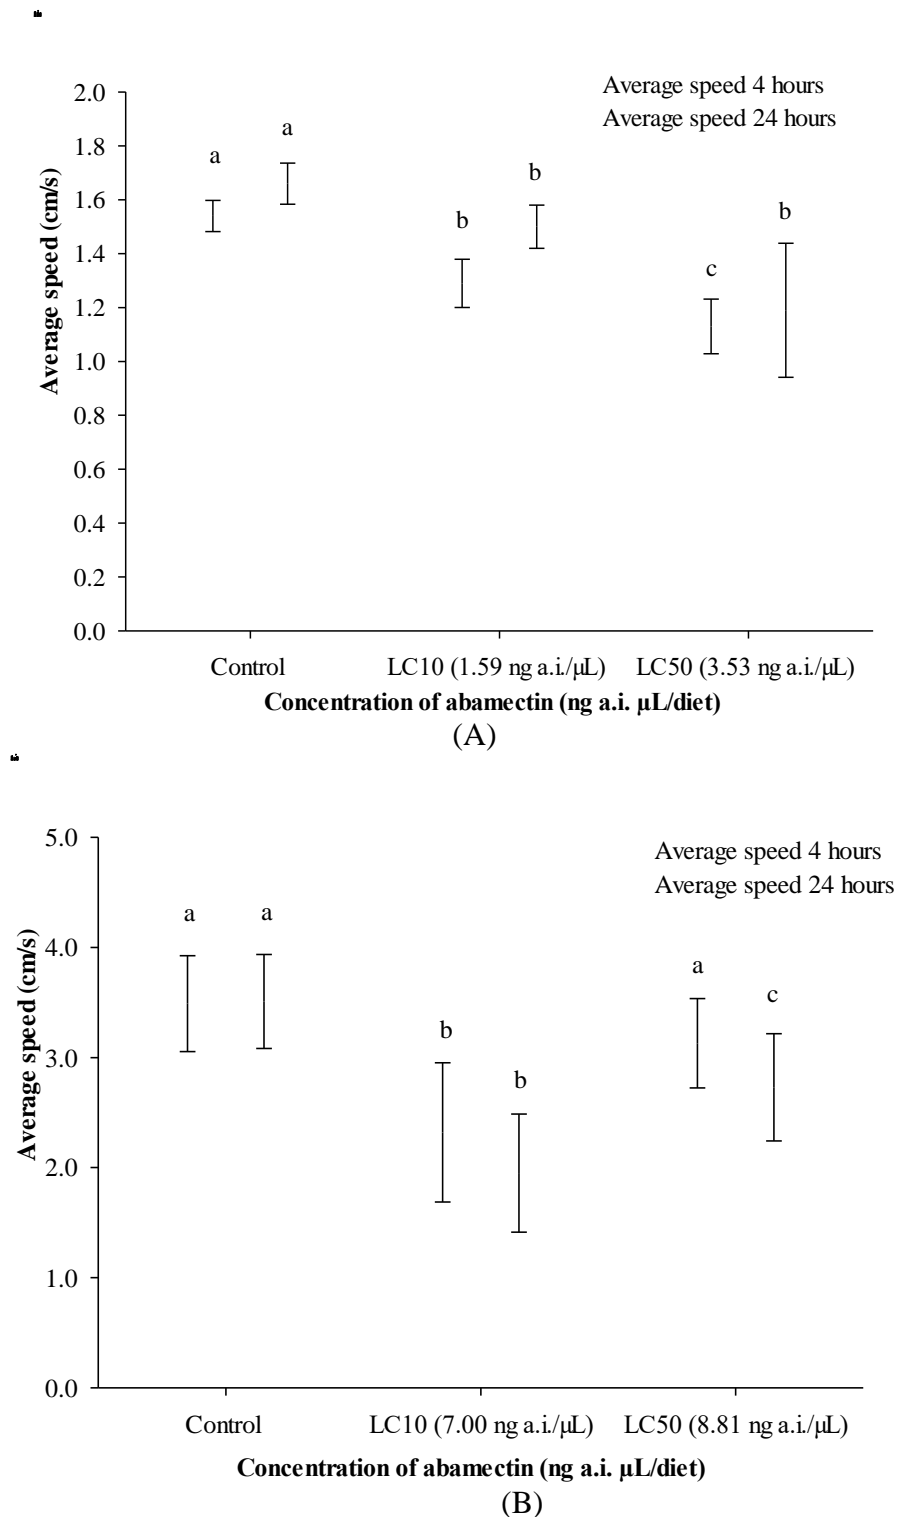 Average speed 4 hours
Average speed 24 hours
Average speed (cm/s)
2.0
1.8
1.6
1.4
1.2
1.0
0.8
0.6
0.4
0.2
0.0
a
a
b
b
c
b
Control
LC10 (1.59 ng a.i./μL)
LC50 (3.53 ng a.i./μL)
Concentration of abamectin (ng a.i. μL/diet)
(A)
Average speed 4 hours
Average speed 24 hours
Average speed (cm/s)
5.0
4.0
3.0
2.0
1.0
0.0
a
a
b
b
a
c
Control
LC10 (7.00 ng a.i./μL)
LC50 (8.81 ng a.i./μL)
Concentration of abamectin (ng a.i. μL/diet)
(B)